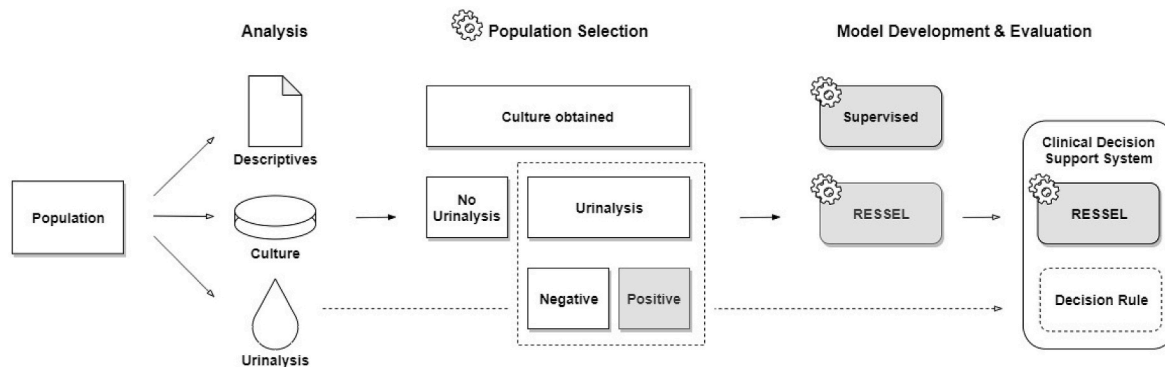 Analysis
Population Selection
Model Development & Evaluation
Descriptives
Culture obtained
Supervised
Clinical Decision
Support System
Population
Culture
No
Urinalysis
Urinalysis
RESSEL
RESSEL
Negative
Positive
Decision Rule
Urinalysis